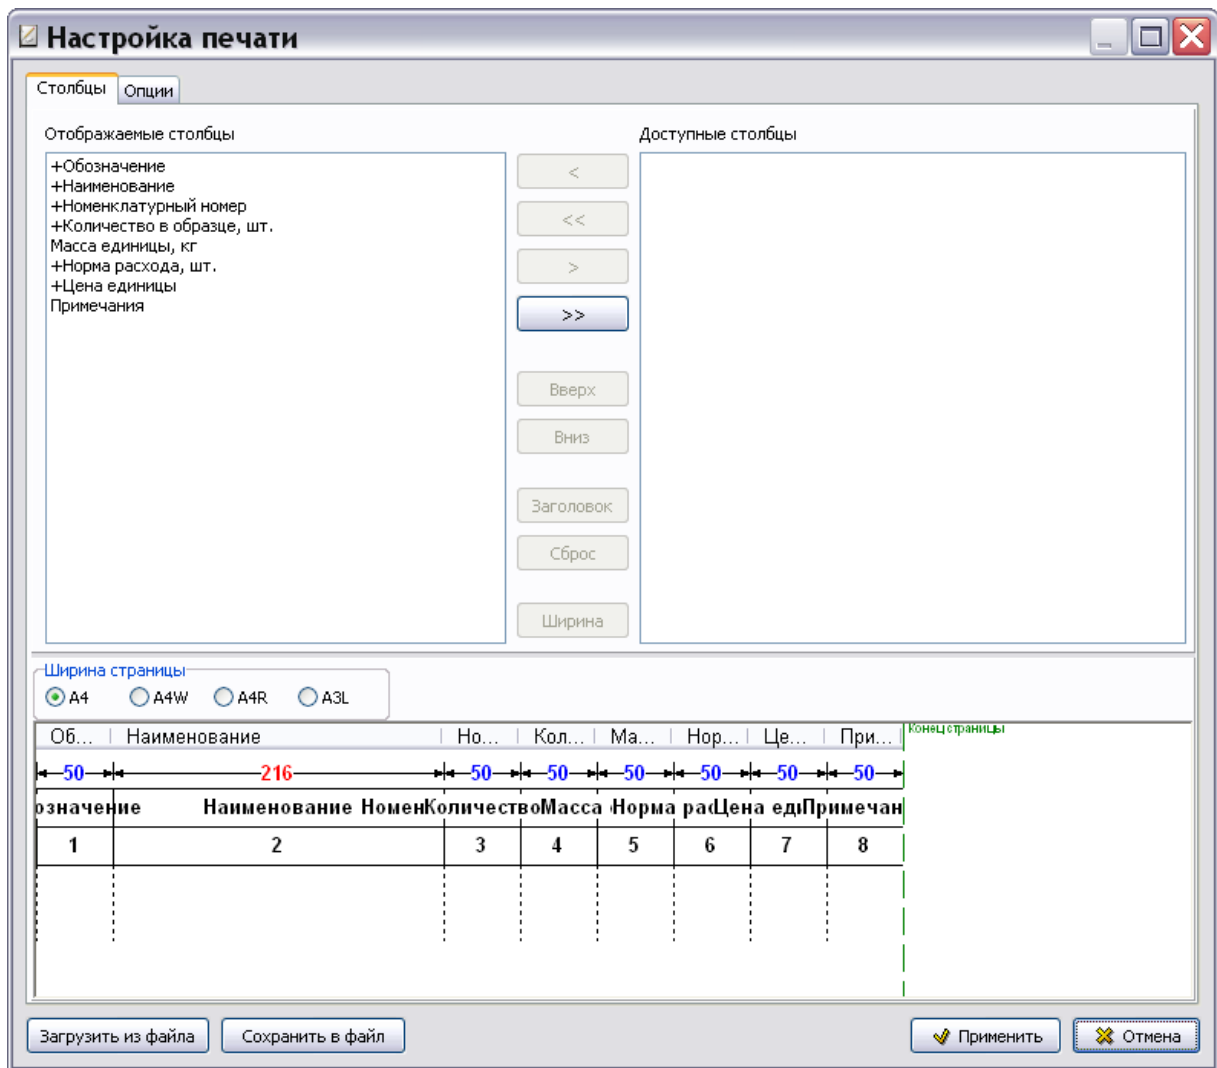 Настройка печати
Столбцы Опции
Отображаемые столбцы Доступные столбцы
+Обозначение
+Наименование
+Номенклатурный номер
+Количество в образце, шт.
Масса единицы, кг
+Норма расхода, шт.
+Цена единицы
Примечания
<
<<
>
>>
Вверх
Вниз
Заголовок
Сброс
Ширина
Ширина страницы
A4 A4W A4R A3L
Об... Наименование Но... Кол... Ма... Нор... Це... При... Конец страницы
50 216 50 50 50 50 50 50
означение Наименование Номен Количество Масса Норма рас Цена еди Примечан
1 2 3 4 5 6 7 8
Загрузить из файла Сохранить в файл Применить Отмена